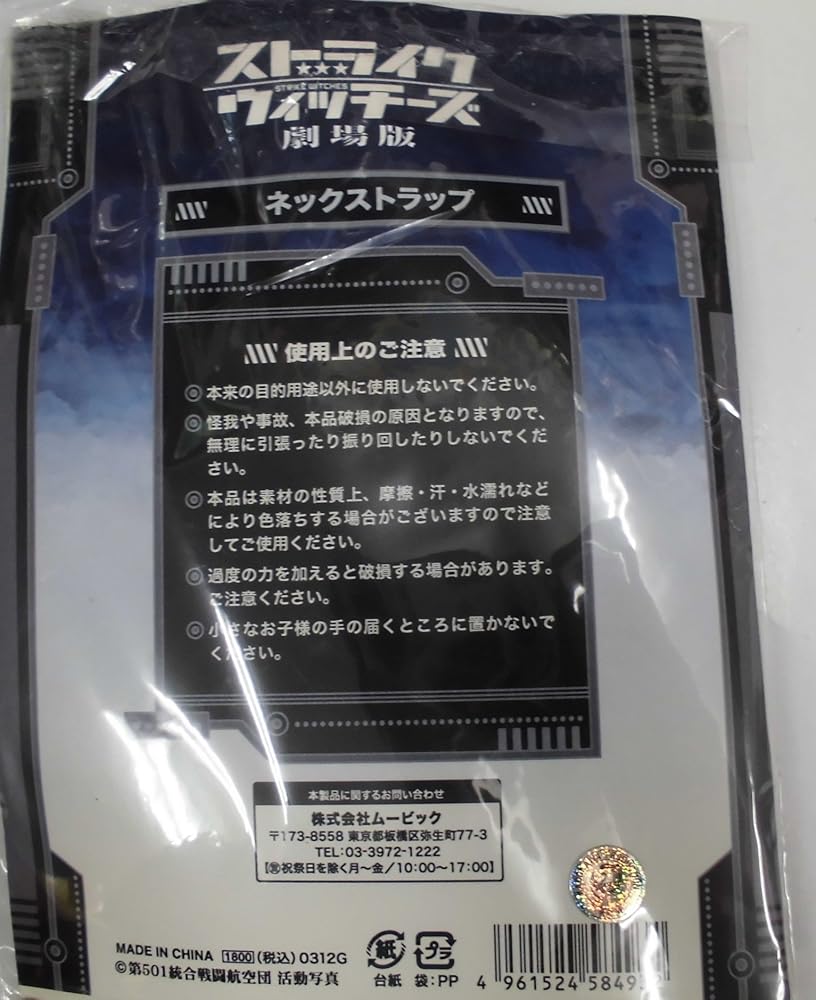 ストライク
STRIKE WITCHES
ウィッチーズ
劇場版
ネックストラップ
使用上のご注意
◎本来の目的用途以外に使用しないでください。
◎怪我や事故、本品破損の原因となりますので、
無理に引張ったり振り回したりしないでくだ
さい。
◎本品は素材の性質上、摩擦・汗・水濡れなど
により色落ちする場合がございますので注意
してご使用ください。
◎過度の力を加えると破損する場合があります。
ご注意ください。
◎小さなお子様の手の届くところに置かないで
ください。
本製品に関するお問い合わせ
株式会社ムービック
〒173-8558 東京都板橋区弥生町77-3
TEL:03-3972-1222
【㊟祝祭日を除く月〜金/10:00〜17:00】
MADE IN CHINA 1800(税込)0312G
©第501統合戦闘航空団 活動写真
紙 プラ
台紙 袋:PP
4 961524 5849